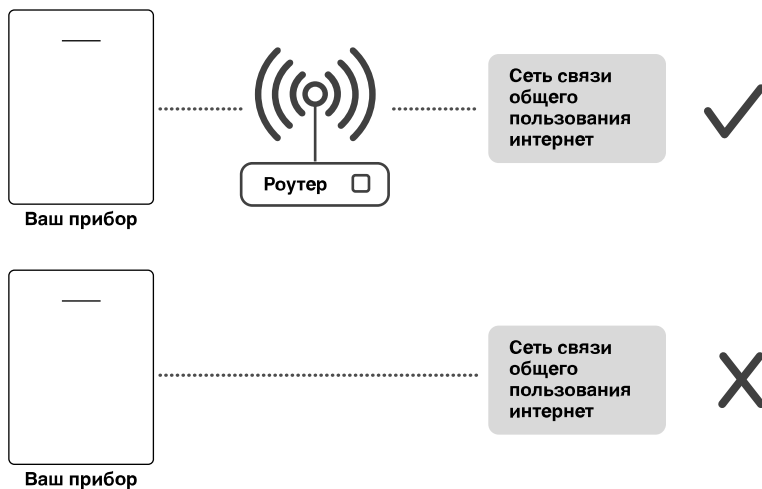 Сеть связи
общего
пользования
интернет
Роутер
Ваш прибор
Сеть связи
общего
пользования
интернет
Ваш прибор